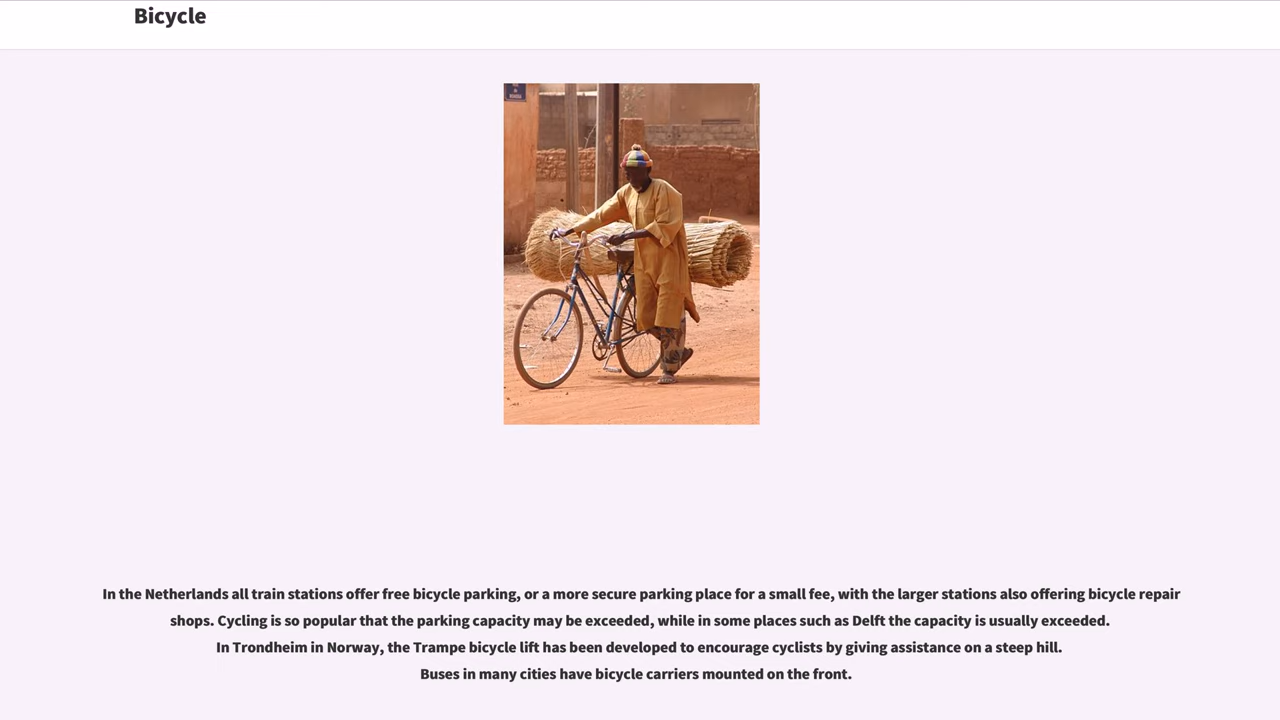 Bicycle
In the Netherlands all train stations offer free bicycle parking, or a more secure parking place for a small fee, with the larger stations also offering bicycle repair
shops. Cycling is so popular that the parking capacity may be exceeded, while in some places such as Delft the capacity is usually exceeded.
In Trondheim in Norway, the Trampe bicycle lift has been developed to encourage cyclists by giving assistance on a steep hill.
Buses in many cities have bicycle carriers mounted on the front.